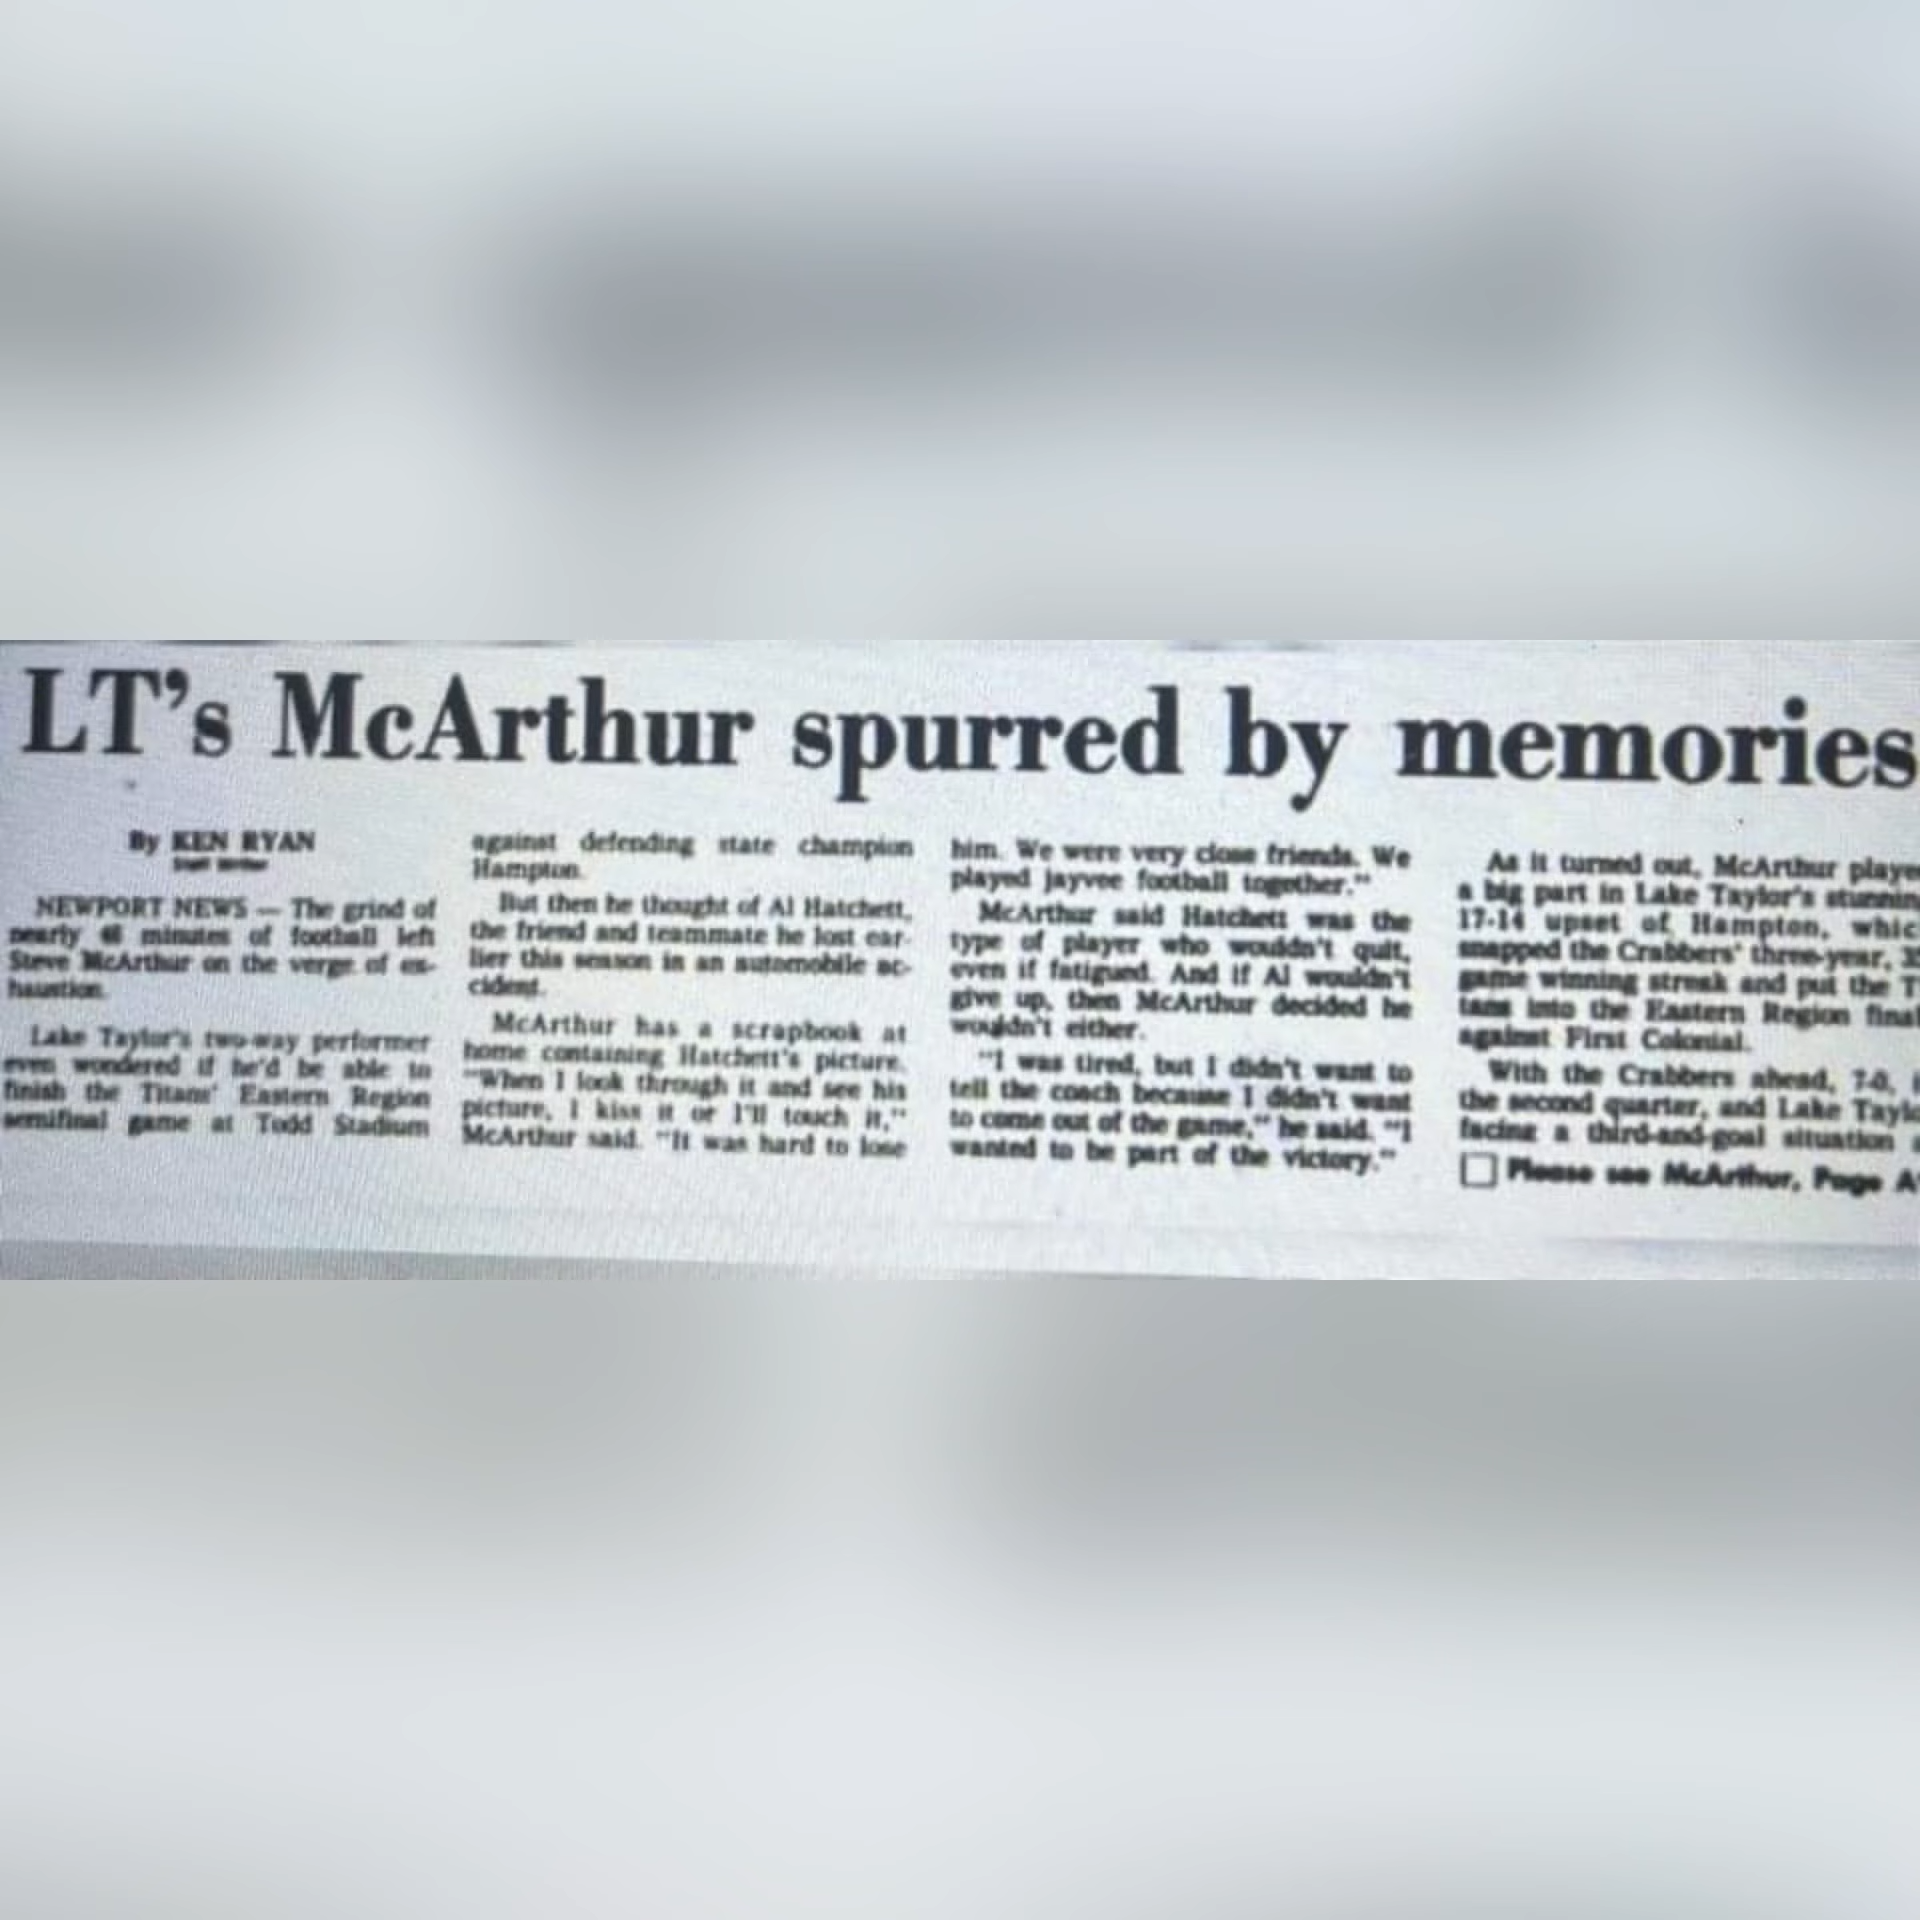 LT's McArthur spurred by memories
By KEN RYAN
Staff Writer
NEWPORT NEWS — The grind of
nearly 48 minutes of football left
Steve McArthur on the verge of ex-
haustion.
Lake Taylor's two-way performer
even wondered if he'd be able to
finish the Titans' Eastern Region
semifinal game at Todd Stadium
against defending state champion
Hampton.
But then he thought of Al Hatchett,
the friend and teammate he lost ear-
lier this season in an automobile ac-
cident.
McArthur has a scrapbook at
home containing Hatchett's picture.
"When I look through it and see his
picture, I kiss it or I'll touch it,"
McArthur said. "It was hard to lose
him. We were very close friends. We
played jayvee football together."
McArthur said Hatchett was the
type of player who wouldn't quit,
even if fatigued. And if Al wouldn't
give up, then McArthur decided he
wouldn't either.
"I was tired, but I didn't want to
tell the coach because I didn't want
to come out of the game," he said. "I
wanted to be part of the victory."
As it turned out, McArthur playe
a big part in Lake Taylor's stunnin
17-14 upset of Hampton, whic
snapped the Crabbers' three-year,
game winning streak and put the T
tans into the Eastern Region final
against First Colonial.
With the Crabbers ahead, 7-0, i
the second quarter, and Lake Taylo
facing a third-and-goal situation a
Please see McArthur, Page A